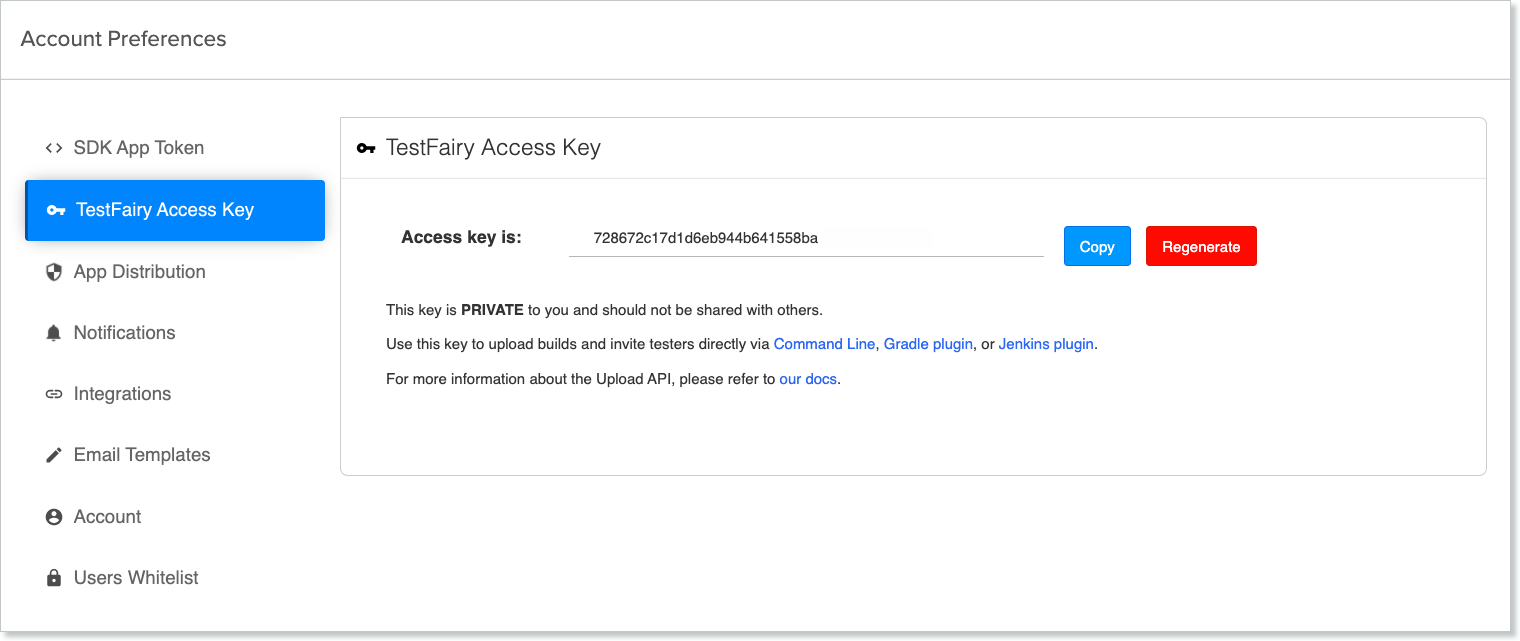 Account Preferences
SDK App Token
TestFairy Access Key
App Distribution
Notifications
Integrations
Email Templates
Account
Users Whitelist
TestFairy Access Key
Access key is: 728672c17d1d6eb944b641558ba Copy Regenerate
This key is PRIVATE to you and should not be shared with others.
Use this key to upload builds and invite testers directly via Command Line, Gradle plugin, or Jenkins plugin.
For more information about the Upload API, please refer to our docs.